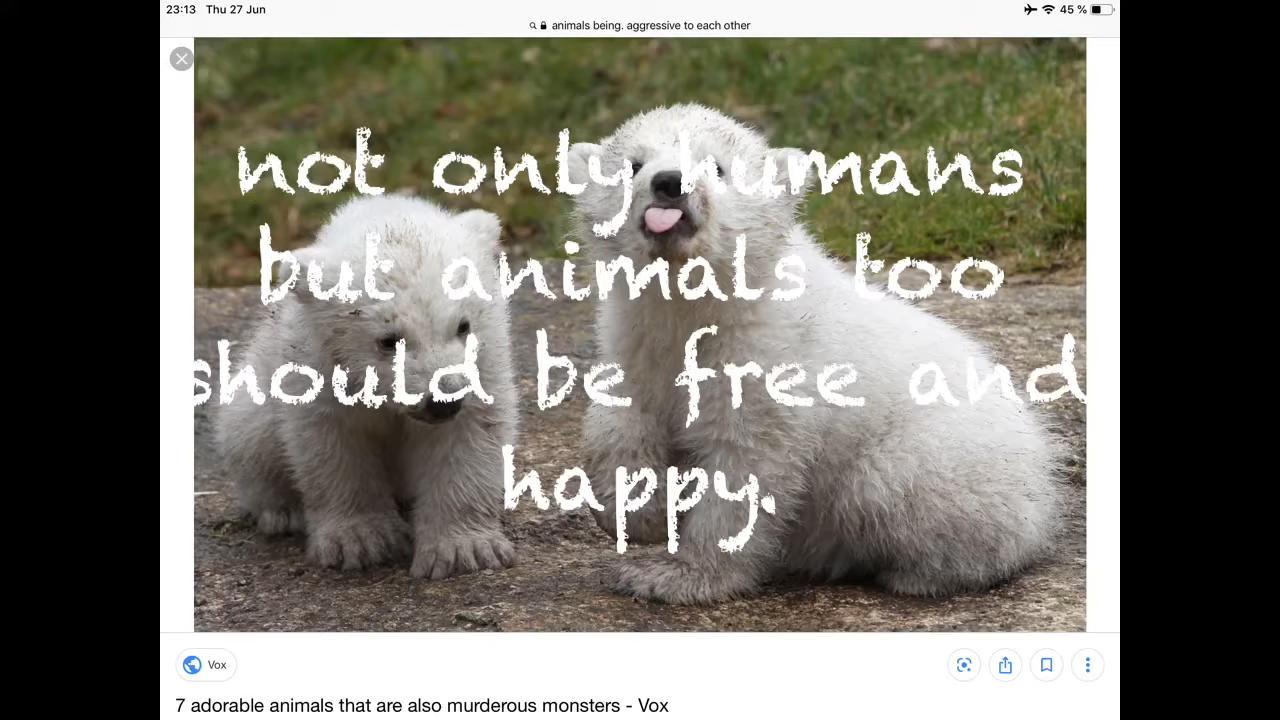 23:13 Thu 27 Jun 45 %
animals being. aggressive to each other
not only humans
but animals too
should be free and
happy.
Vox
7 adorable animals that are also murderous monsters - Vox